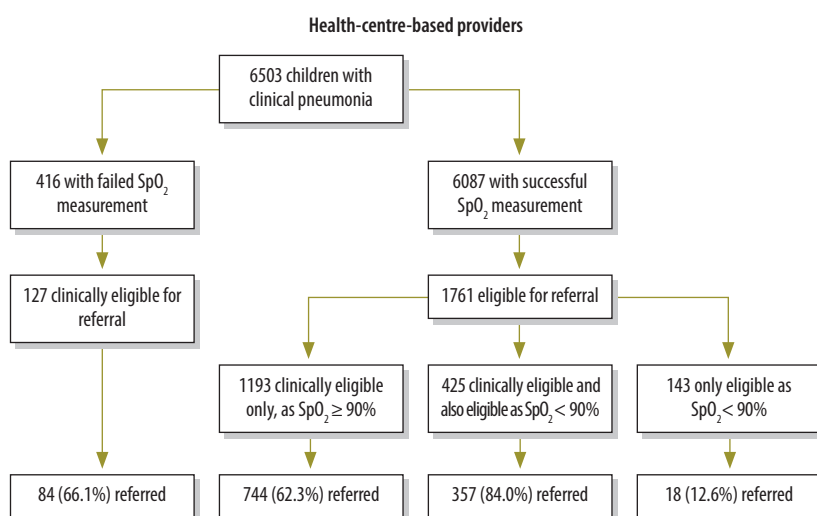 Health-centre-based providers
6503 children with
clinical pneumonia
416 with failed SpO₂
measurement
6087 with successful
SpO₂ measurement
127 clinically eligible for
referral
1761 eligible for referral
1193 clinically eligible
only, as SpO₂ ≥ 90%
425 clinically eligible and
also eligible as SpO₂ < 90%
143 only eligible as
SpO₂ < 90%
84 (66.1%) referred
744 (62.3%) referred
357 (84.0%) referred
18 (12.6%) referred